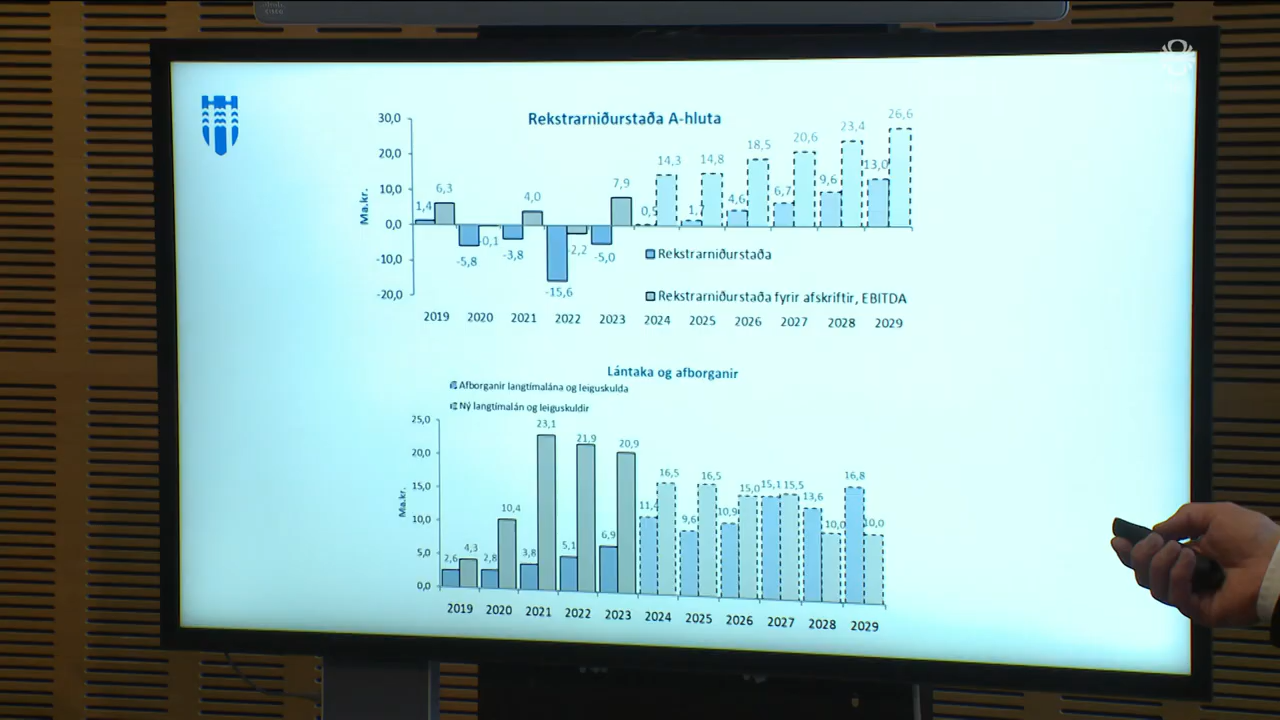 Rekstrarniðurstaða A-hluta
Ma.kr.
30,0
20,0
10,0
0,0
-10,0
-20,0
1,4 6,3 -5,8 -0,1 -3,8 4,0 -15,6 -2,2 -5,0 7,9 0,5 14,3 1,7 14,8 4,6 18,5 6,7 20,6 9,6 23,4 13,0 26,6
Rekstrarniðurstaða
Rekstrarniðurstaða fyrir afskriftir, EBITDA
2019 2020 2021 2022 2023 2024 2025 2026 2027 2028 2029
Lántaka og afborganir
Afborganir langtímalána og leiguskulda
Ný langtímalán og leiguskuldir
Ma.kr.
25,0
20,0
15,0
10,0
5,0
0,0
2,6 4,3 2,8 10,4 3,8 23,1 5,1 21,9 6,9 20,9 11,4 16,5 9,6 16,5 10,9 15,0 15,1 15,5 13,6 10,0 16,8 10,0
2019 2020 2021 2022 2023 2024 2025 2026 2027 2028 2029